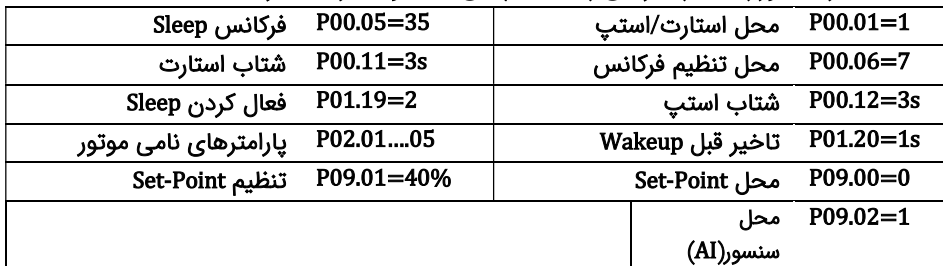 P00.01=1 محل استارت/استپ P00.05=35 فرکانس Sleep
P00.06=7 محل تنظیم فرکانس P00.11=3s شتاب استارت
P00.12=3s شتاب استپ P01.19=2 فعال کردن Sleep
P01.20=1s تاخیر قبل Wakeup P02.01....05 پارامترهای نامی موتور
P09.00=0 محل Set-Point P09.01=40% تنظیم Set-Point
P09.02=1 محل
سنسور(AI)